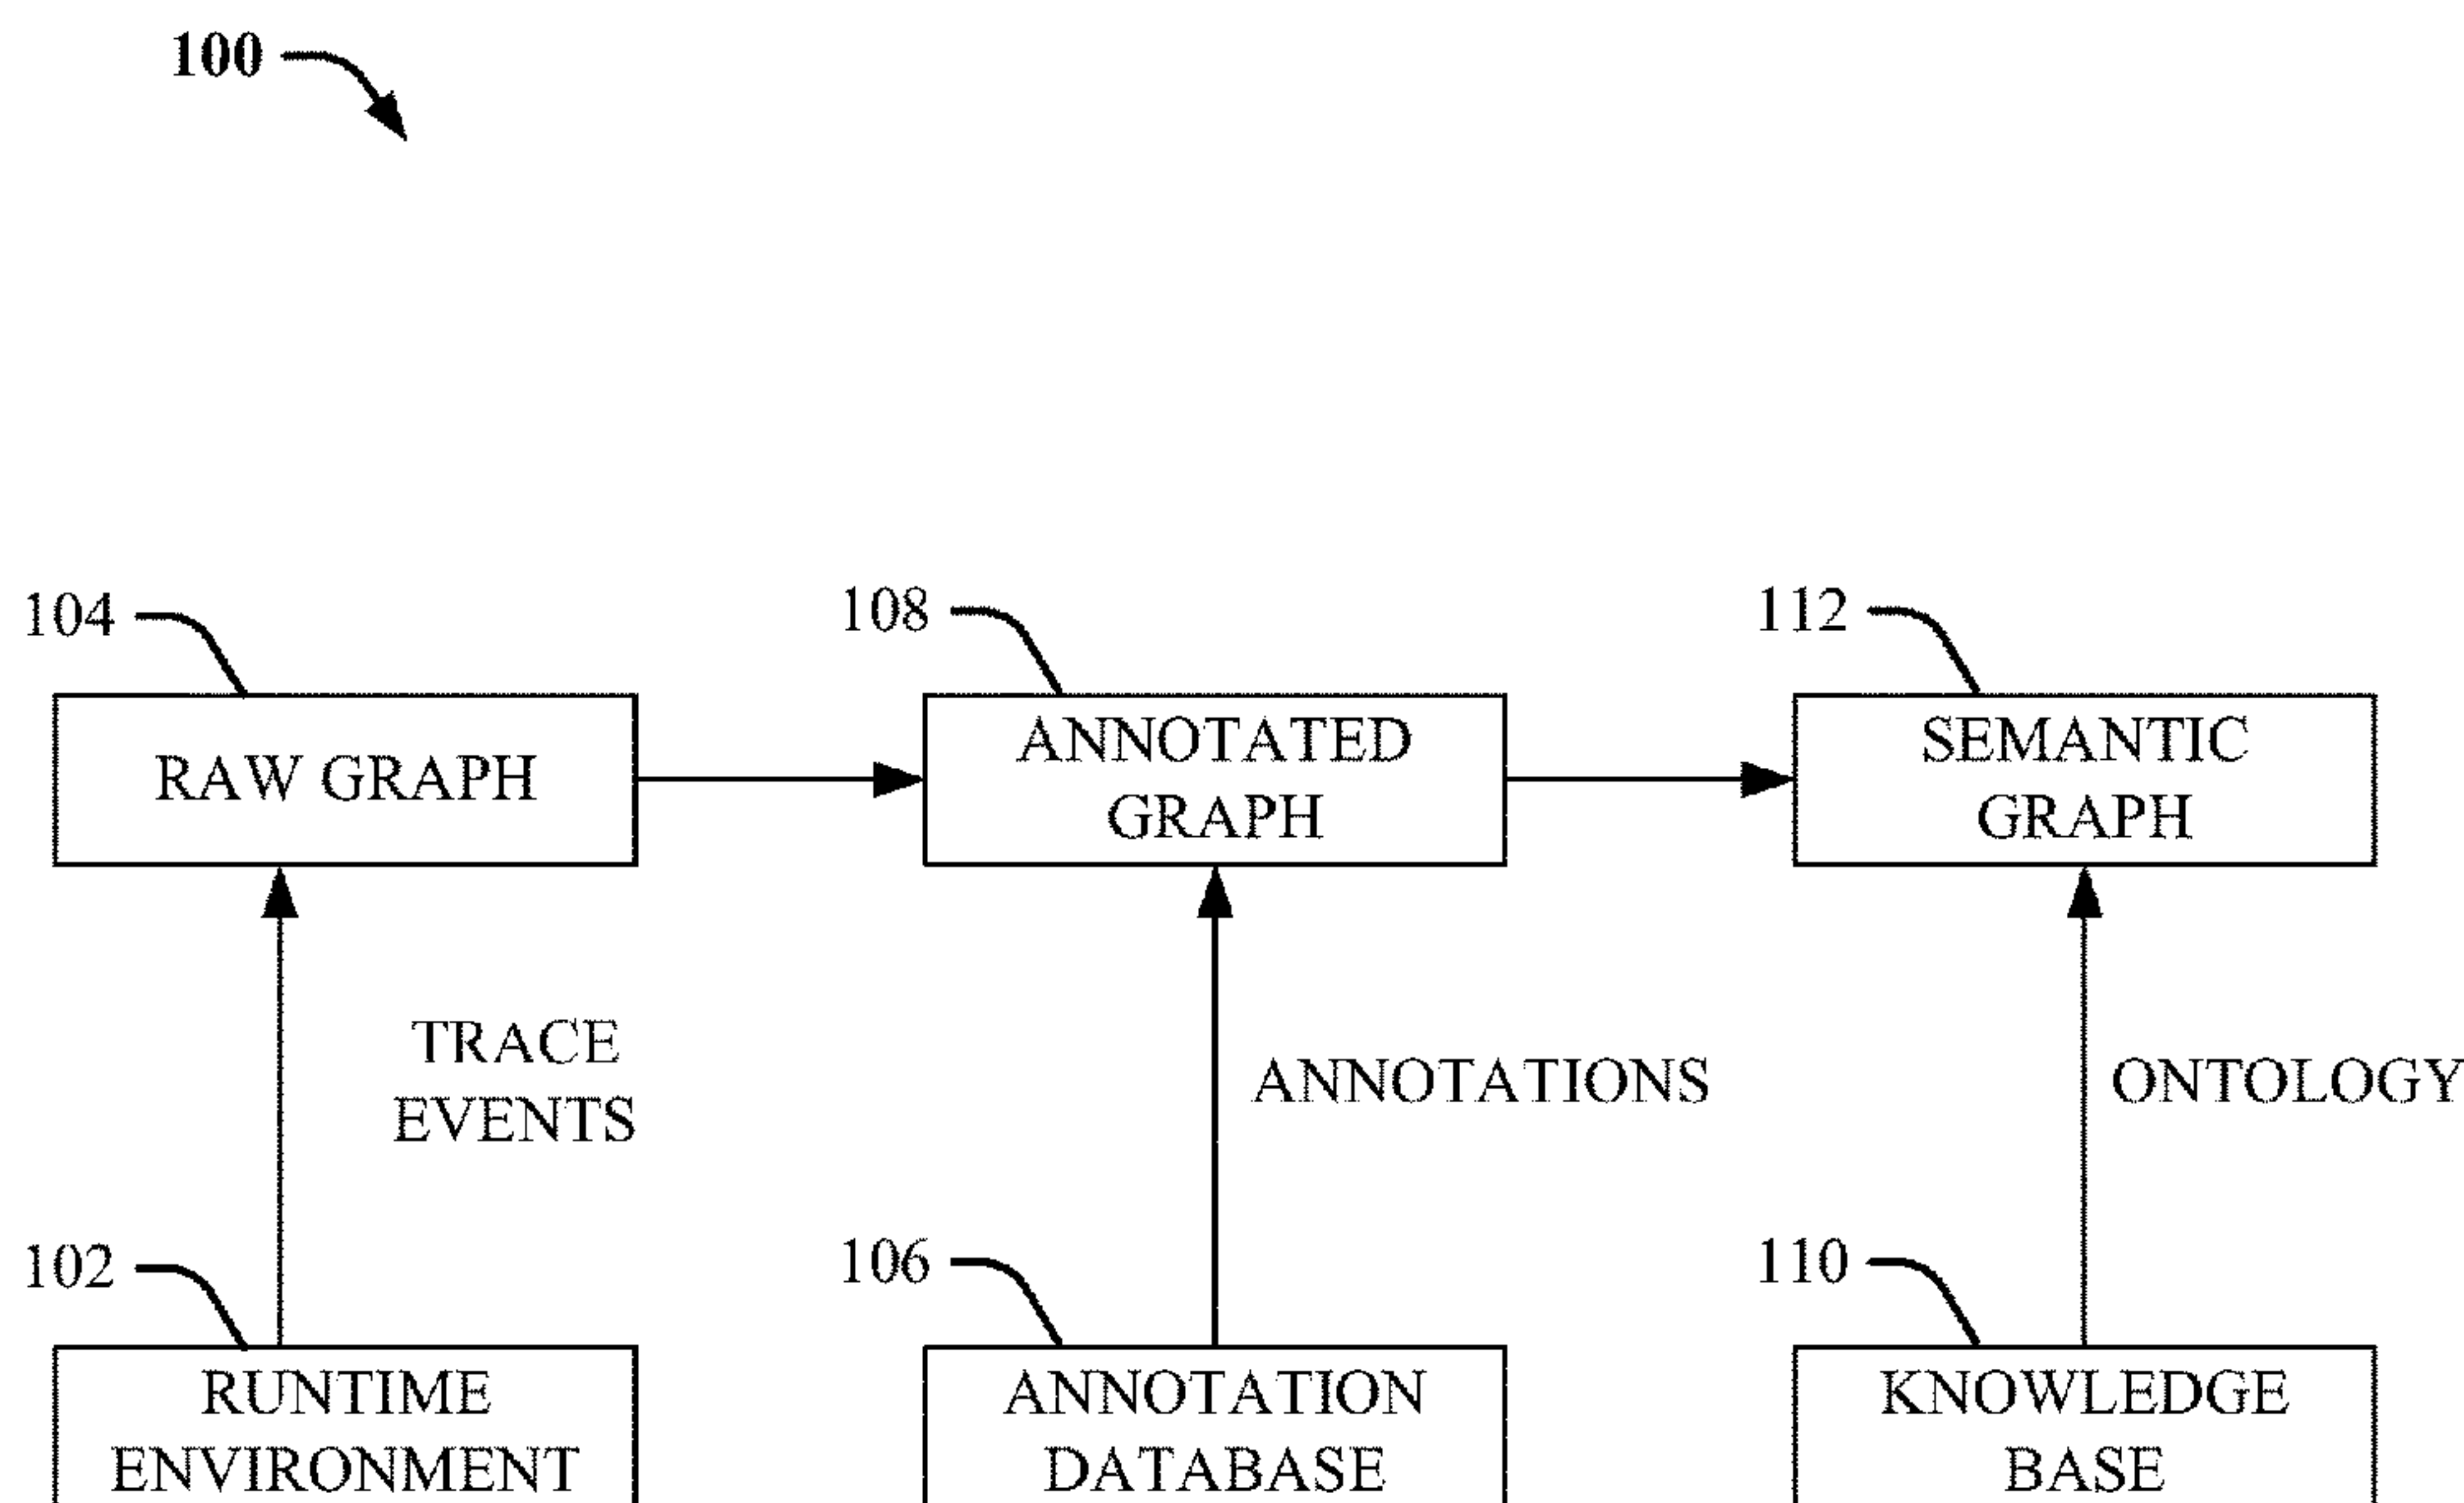 100
104
108
112
RAW GRAPH
ANNOTATED
GRAPH
SEMANTIC
GRAPH
TRACE
EVENTS
ANNOTATIONS
ONTOLOGY
102
106
110
RUNTIME
ENVIRONMENT
ANNOTATION
DATABASE
KNOWLEDGE
BASE